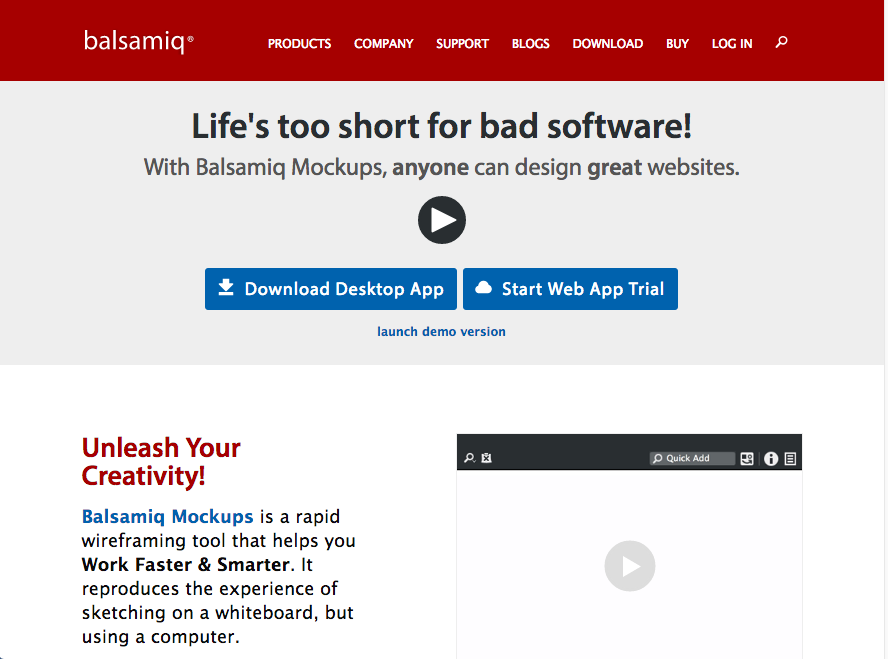 balsamiq®
PRODUCTS COMPANY SUPPORT BLOGS DOWNLOAD BUY LOG IN
Life's too short for bad software!
With Balsamiq Mockups, anyone can design great websites.
Download Desktop App
Start Web App Trial
launch demo version
Unleash Your
Creativity!
Balsamiq Mockups is a rapid
wireframing tool that helps you
Work Faster & Smarter. It
reproduces the experience of
sketching on a whiteboard, but
using a computer.
Quick Add